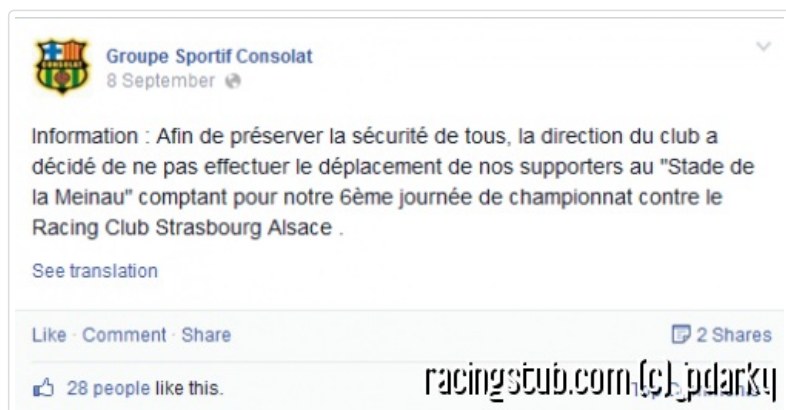 Groupe Sportif Consolat
8 September
Information : Afin de préserver la sécurité de tous, la direction du club a
décidé de ne pas effectuer le déplacement de nos supporters au "Stade de
la Meinau" comptant pour notre 6ème journée de championnat contre le
Racing Club Strasbourg Alsace .
See translation
Like · Comment · Share
2 Shares
28 people like this.
racingstub.com (c) jpdarky